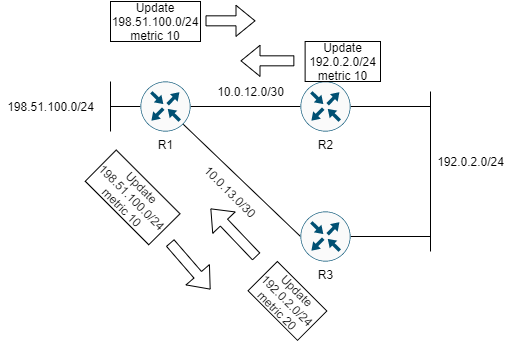 Update
198.51.100.0/24
metric 10
Update
192.0.2.0/24
metric 10
10.0.12.0/30
198.51.100.0/24
R1
R2
192.0.2.0/24
10.0.13.0/30
Update
198.51.100.0/24
metric 10
R3
Update
192.0.2.0/24
metric 20